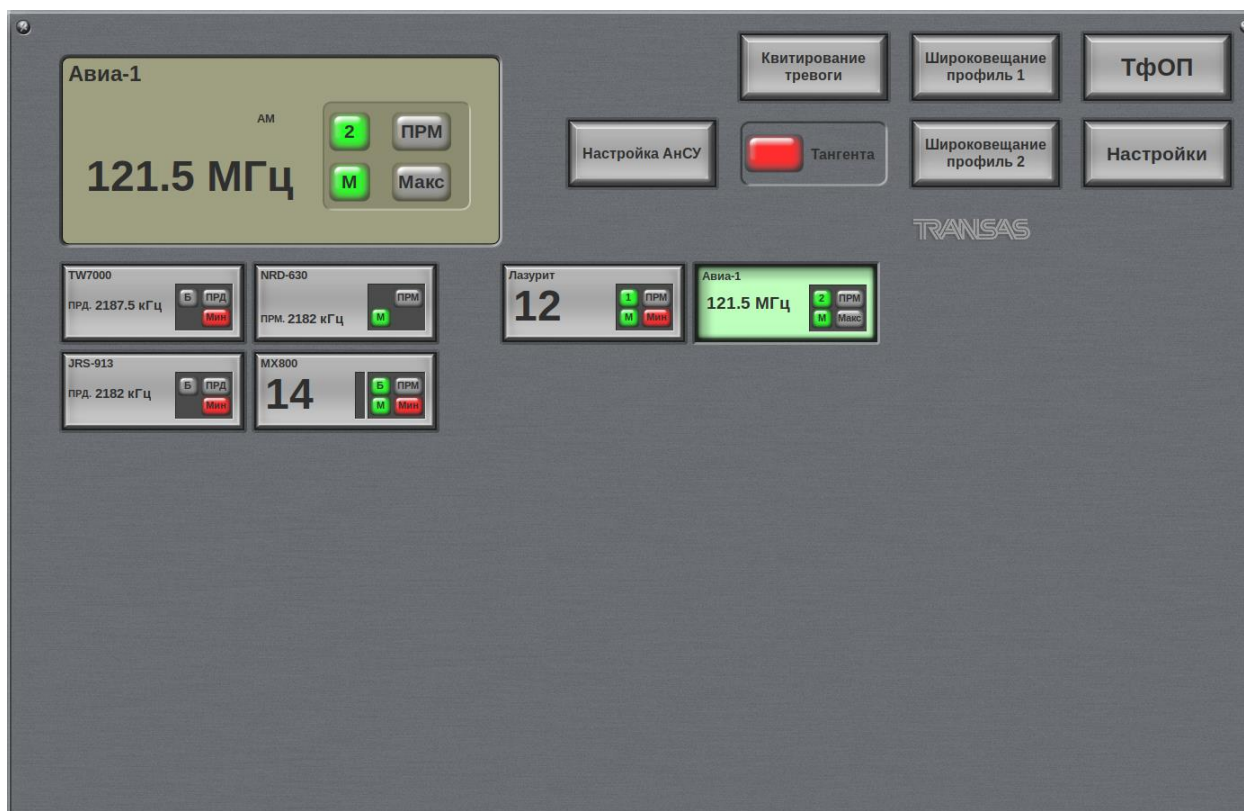 Авиа-1
АМ
121.5 МГц
2
ПРМ
М
Макс
Квитирование
тревоги
Широковещание
профиль 1
ТфОП
Настройка АнСУ
Тангента
Широковещание
профиль 2
Настройки
TRANSAS
TW7000
ПРД. 2187.5 кГц
Б
ПРД
Мин
NRD-630
ПРМ. 2182 кГц
ПРМ
М
Лазурит
12
1
ПРМ
М
Мин
Авиа-1
121.5 МГц
2
ПРМ
М
Макс
JRS-913
ПРД. 2182 кГц
Б
ПРД
Мин
MX800
14
Б
ПРМ
М
Мин